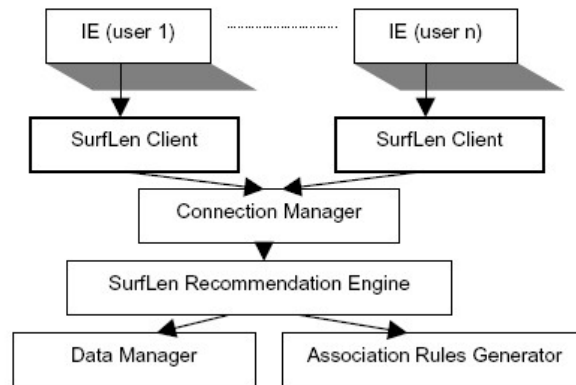 IE (user 1)
IE (user n)
SurfLen Client
SurfLen Client
Connection Manager
SurfLen Recommendation Engine
Data Manager
Association Rules Generator